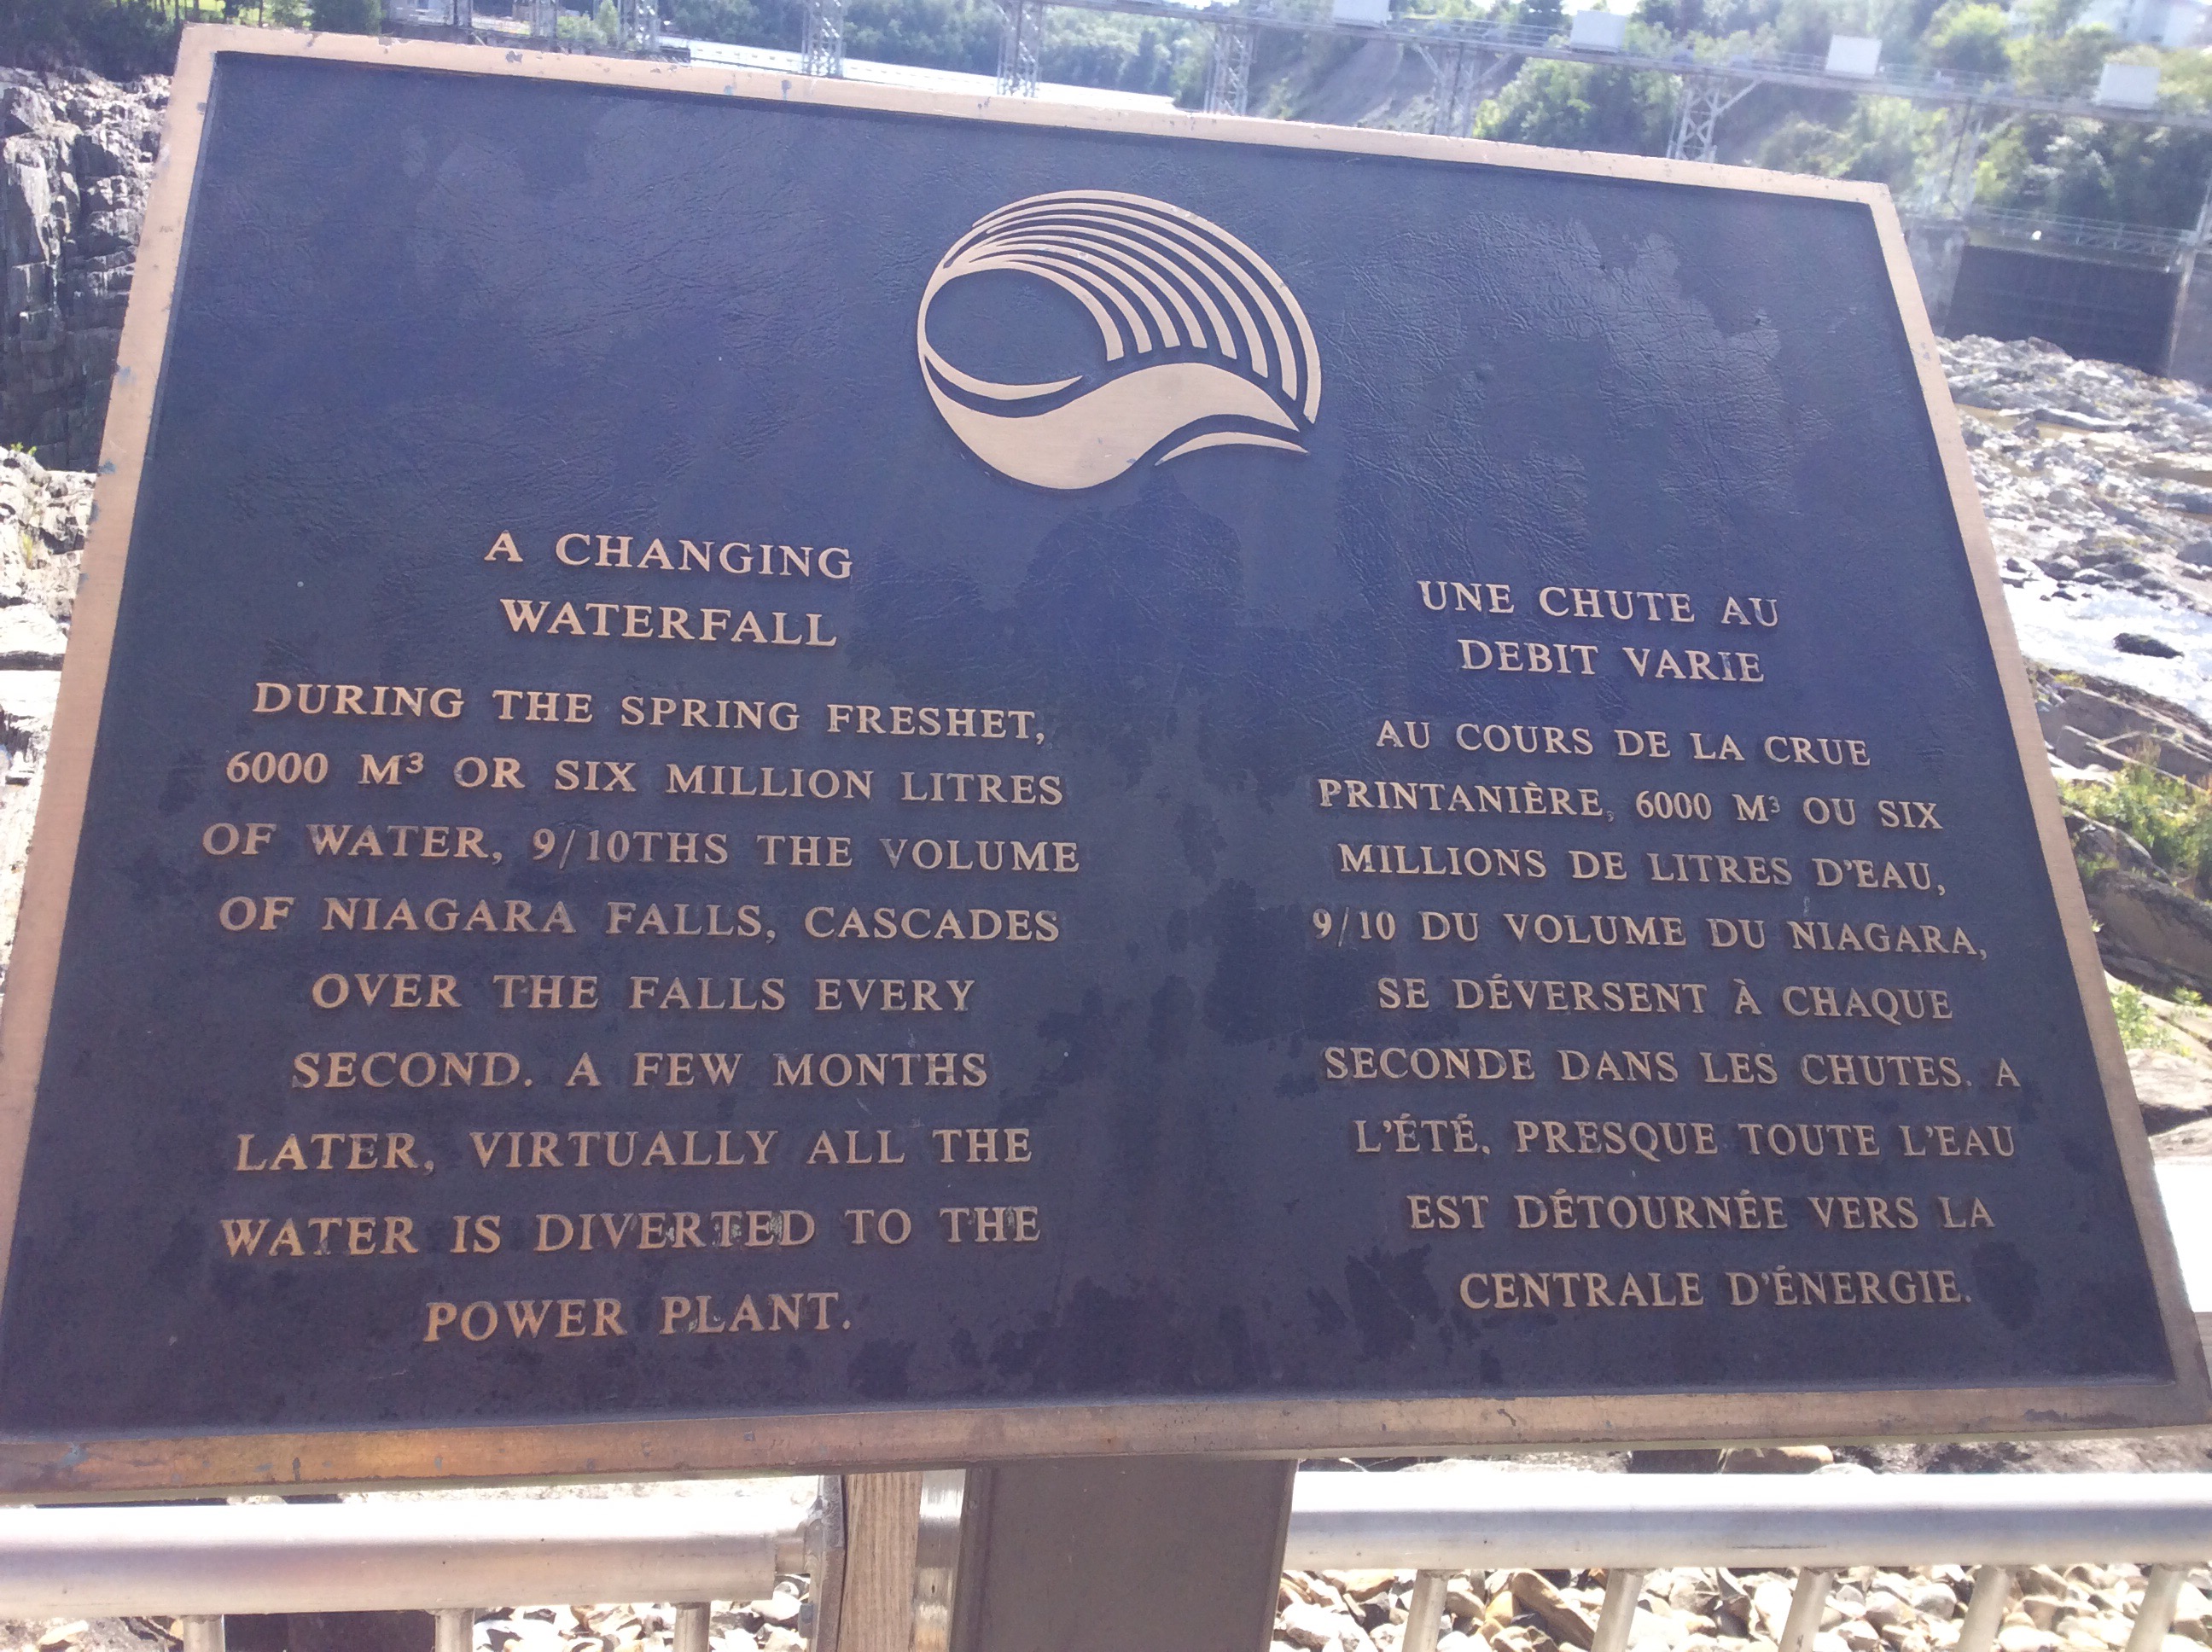 A CHANGING
WATERFALL
DURING THE SPRING FRESHET,
6000 M³ OR SIX MILLION LITRES
OF WATER, 9/10THS THE VOLUME
OF NIAGARA FALLS, CASCADES
OVER THE FALLS EVERY
SECOND. A FEW MONTHS
LATER, VIRTUALLY ALL THE
WATER IS DIVERTED TO THE
POWER PLANT.
UNE CHUTE AU
DEBIT VARIE
AU COURS DE LA CRUE
PRINTANIÈRE, 6000 M³ OU SIX
MILLIONS DE LITRES D'EAU,
9/10 DU VOLUME DU NIAGARA,
SE DÉVERSENT À CHAQUE
SECONDE DANS LES CHUTES. A
L'ÉTÉ, PRESQUE TOUTE L'EAU
EST DÉTOURNÉE VERS LA
CENTRALE D'ÉNERGIE.